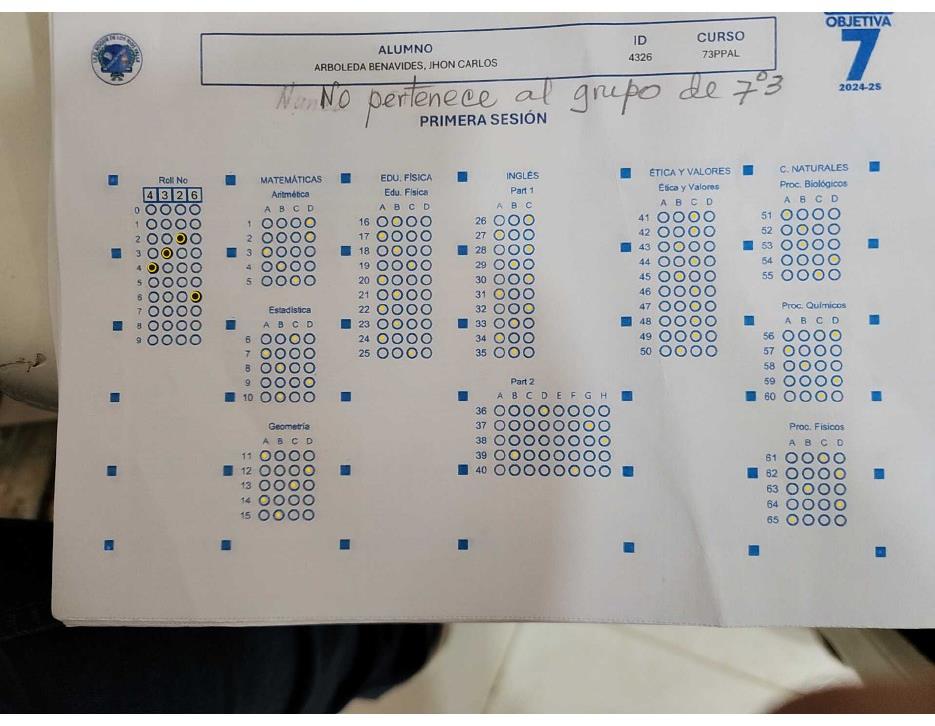 OBJETIVA
7
2024-25
ALUMNO
ARBOLEDA BENAVIDES, JHON CARLOS
ID
4326
CURSO
73PPAL
No pertenece al grupo de 7°3
PRIMERA SESIÓN
Roll No
4 3 2 6
0
1
2
3
4
5
6
7
8
9
MATEMÁTICAS
Aritmética
A B C D
1
2
3
4
5
Estadística
A B C D
6
7
8
9
10
Geometría
A B C D
11
12
13
14
15
EDU. FÍSICA
Edu. Física
A B C D
16
17
18
19
20
21
22
23
24
25
INGLÉS
Part 1
A B C
26
27
28
29
30
31
32
33
34
35
Part 2
A B C D E F G H
36
37
38
39
40
ÉTICA Y VALORES
Ética y Valores
A B C D
41
42
43
44
45
46
47
48
49
50
C. NATURALES
Proc. Biológicos
A B C D
51
52
53
54
55
Proc. Químicos
A B C D
56
57
58
59
60
Proc. Físicos
A B C D
61
62
63
64
65